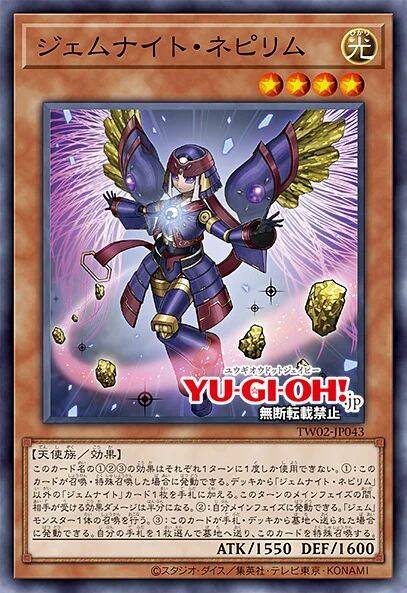 ジェムナイト・ネピリム
ひかり
光
ユウギオウドットジェイピー
YU-GI-OH!.jp
無断転載禁止
TW02-JP043
【天使族/効果】
このカード名の①②③の効果はそれぞれ1ターンに1度しか使用できない。①:このカードが召喚・特殊召喚した場合に発動できる。デッキから「ジェムナイト・ネピリム」
以外の「ジェムナイト」カード1枚を手札に加える。このターンのメインフェイズの間、
相手が受ける効果ダメージは半分になる。②:自分メインフェイズに発動できる。「ジェム」
モンスター1体の召喚を行う。③:このカードが手札・デッキから墓地へ送られた場合
に発動できる。自分の手札を1枚選んで墓地へ送り、このカードを特殊召喚する。
ATK/1550 DEF/1600
©スタジオ・ダイス/集英社・テレビ東京・KONAMI